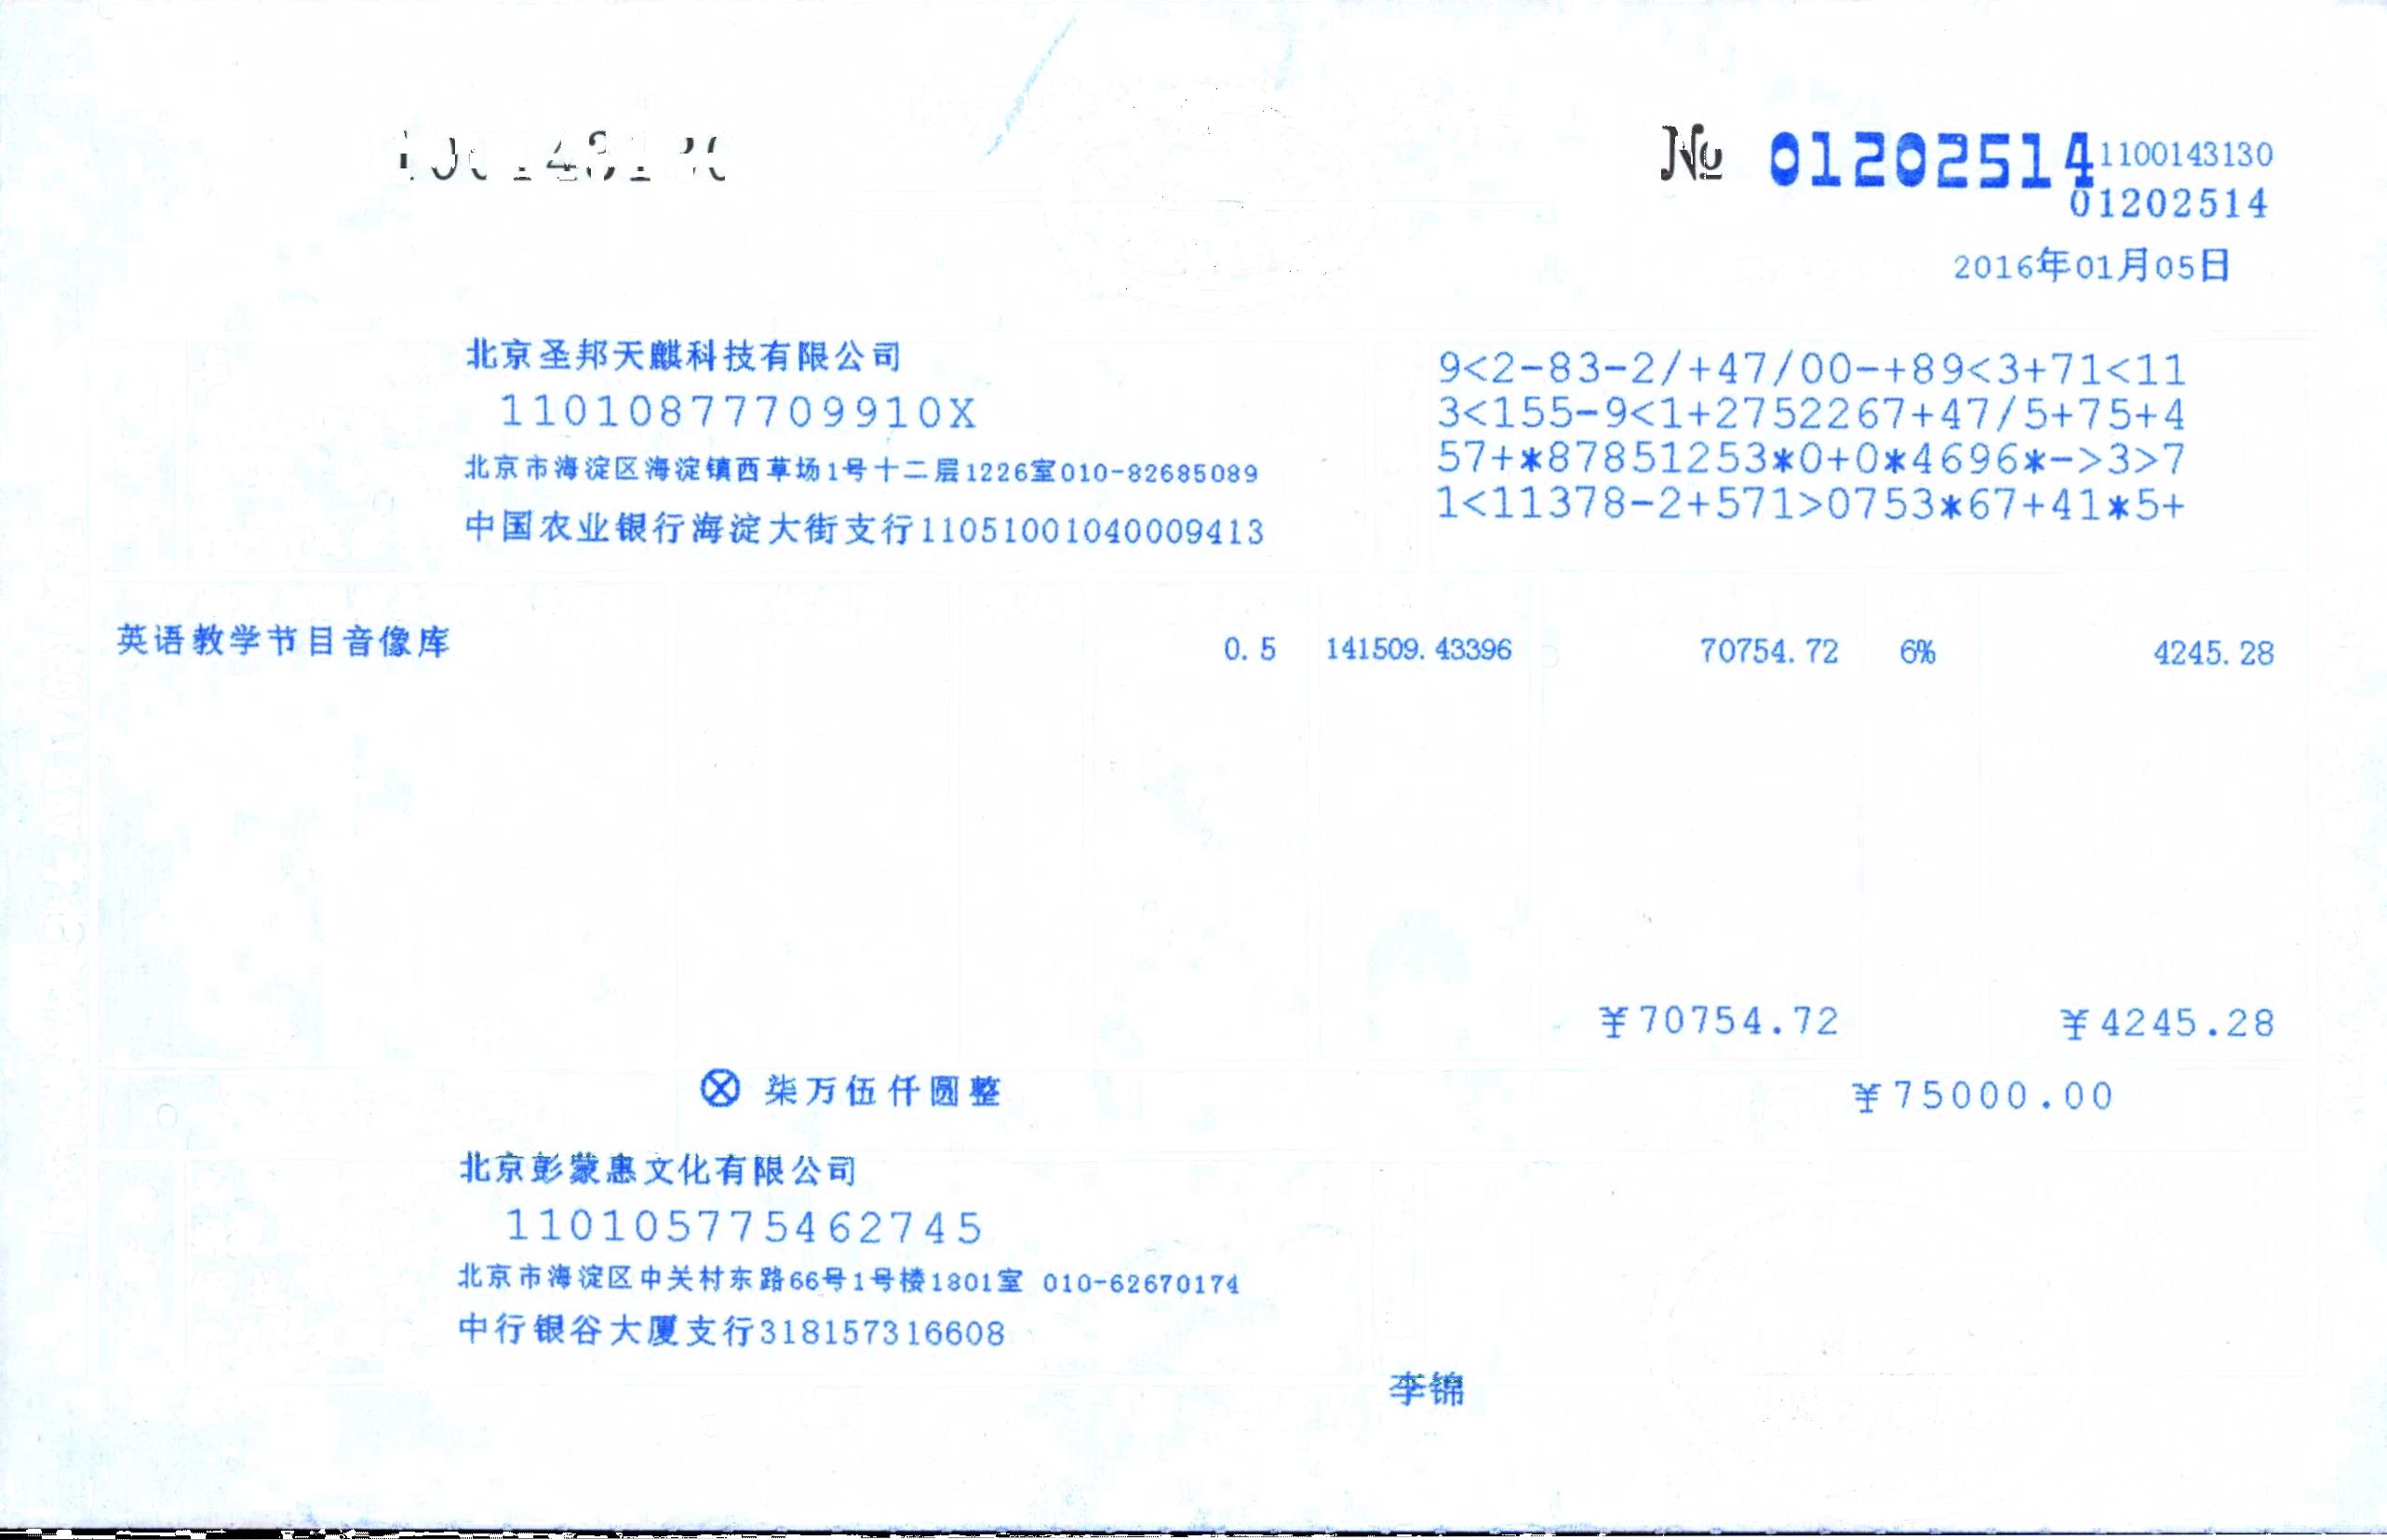 № 01202514 1100143130
01202514
2016年01月05日
北京圣邦天麒科技有限公司
11010877709910X
北京市海淀区海淀镇西草场1号十二层1226室010-82685089
中国农业银行海淀大街支行11051001040009413
9<2-83-2/+47/00-+89<3+71<11
3<155-9<1+2752267+47/5+75+4
57+*87851253*0+0*4696*->3>7
1<11378-2+571>0753*67+41*5+
英语教学节目音像库 0.5 141509.43396 70754.72 6% 4245.28
¥70754.72 ¥4245.28
ⓧ 柒万伍仟圆整 ¥75000.00
北京彭蒙惠文化有限公司
110105775462745
北京市海淀区中关村东路66号1号楼1801室 010-62670174
中行银谷大厦支行318157316608
李锦